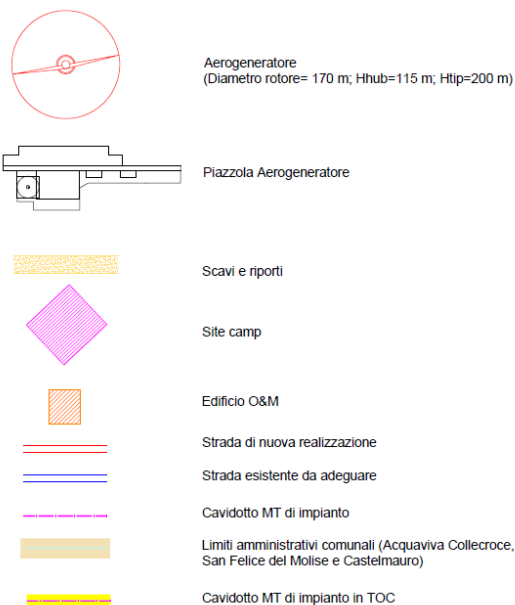 Aerogeneratore
(Diametro rotore= 170 m; Hhub=115 m; Htip=200 m)
Piazzola Aerogeneratore
Scavi e riporti
Site camp
Edificio O&M
Strada di nuova realizzazione
Strada esistente da adeguare
Cavidotto MT di impianto
Limiti amministrativi comunali (Acquaviva Collecroce,
San Felice del Molise e Castelmauro)
Cavidotto MT di impianto in TOC